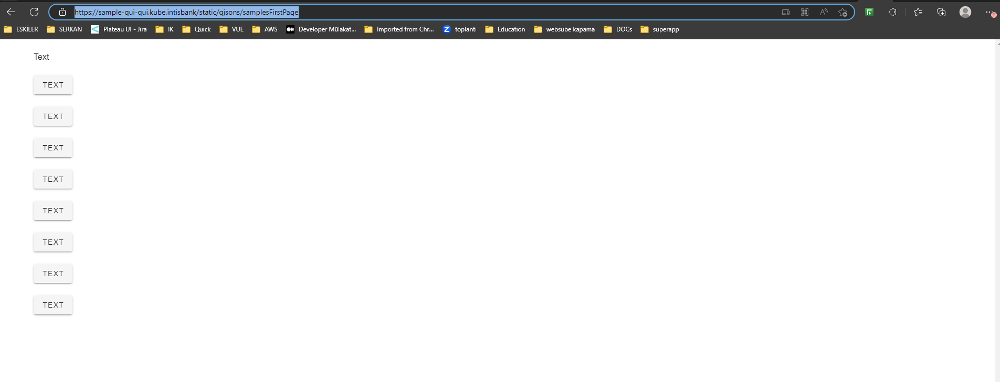 https://sample-qui-qui.kube.intisbank/static/qjsons/samplesFirstPage
ESKİLER SERKAN Plateau UI - Jira IK Quick VUE AWS Developer Mülakat... Imported from Chr... toplanti Education websube kapama DOCs superapp
Text
TEXT
TEXT
TEXT
TEXT
TEXT
TEXT
TEXT
TEXT